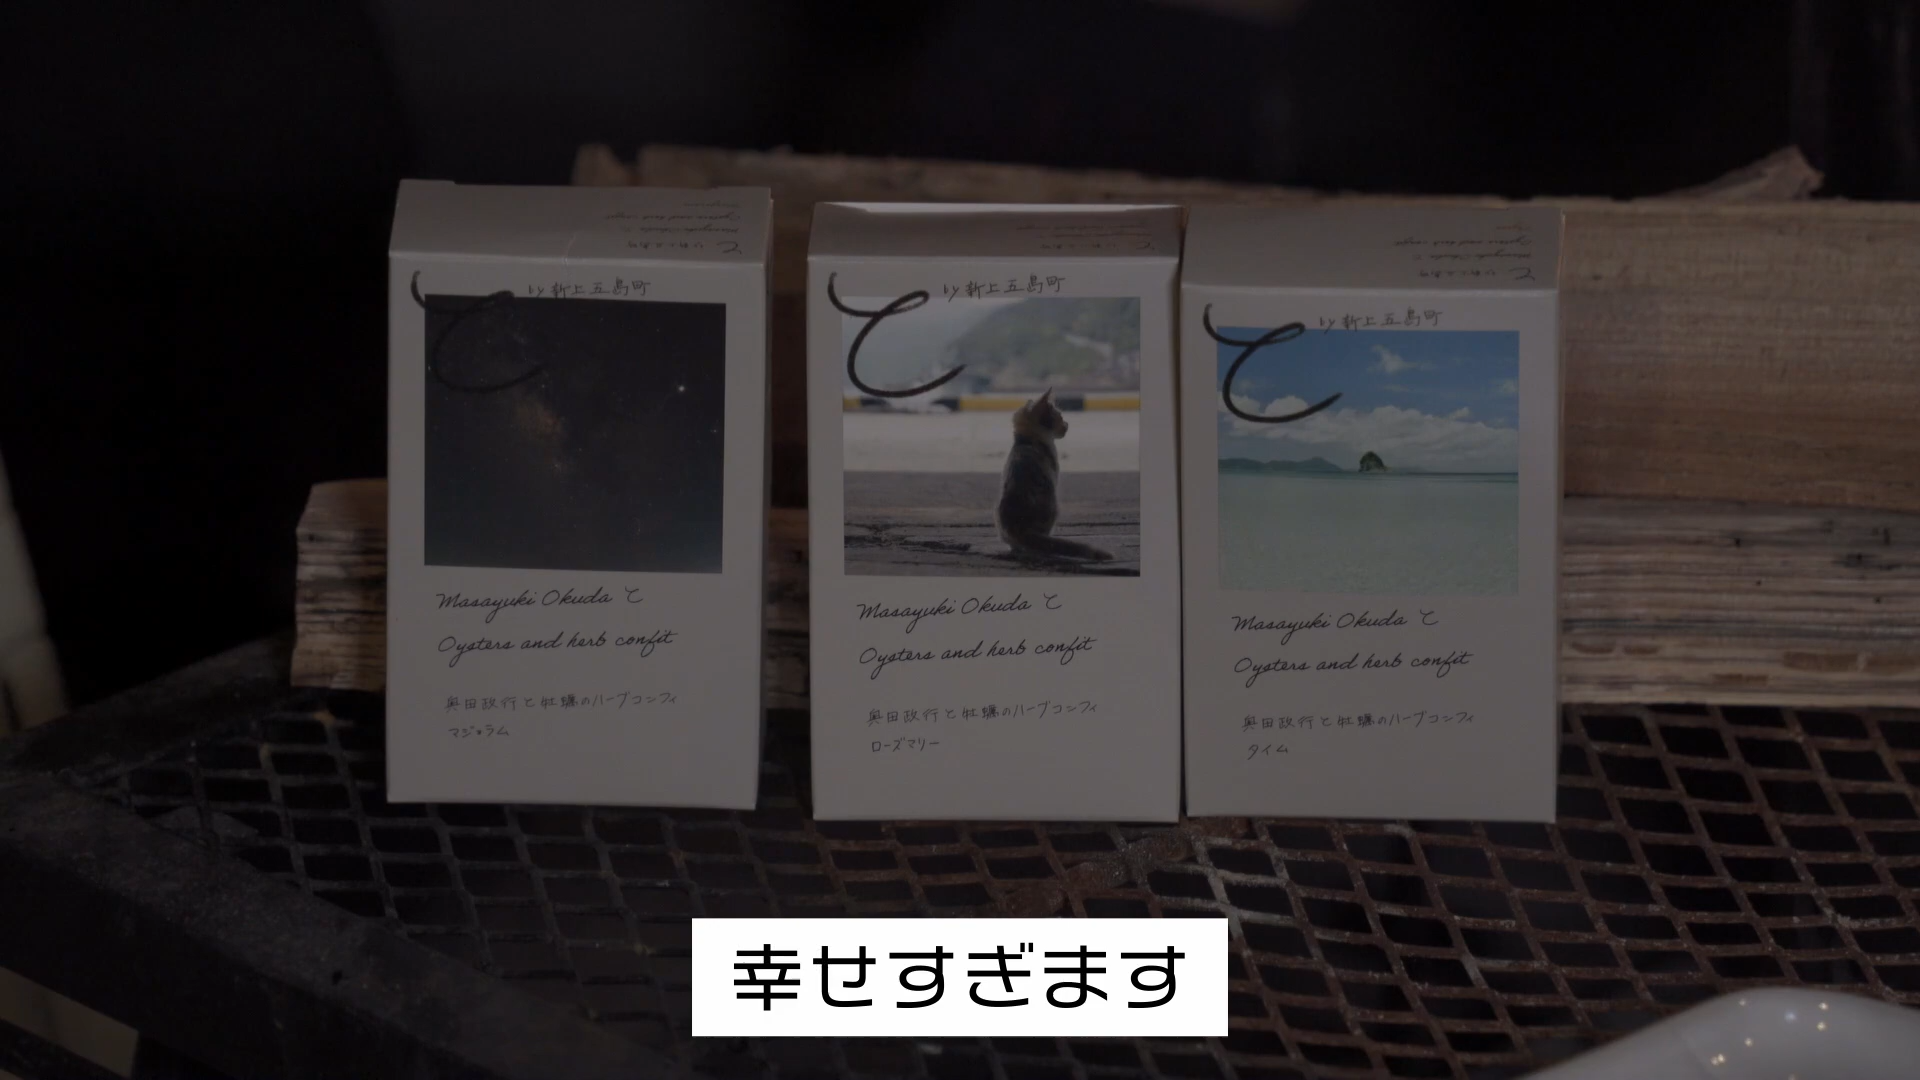 と by 新上五島町
Masayuki Okuda と
Oysters and herb confit
奥田政行と牡蠣のハーブコンフィ
マジョラム
と by 新上五島町
Masayuki Okuda と
Oysters and herb confit
奥田政行と牡蠣のハーブコンフィ
ローズマリー
と by 新上五島町
Masayuki Okuda と
Oysters and herb confit
奥田政行と牡蠣のハーブコンフィ
タイム
幸せすぎます